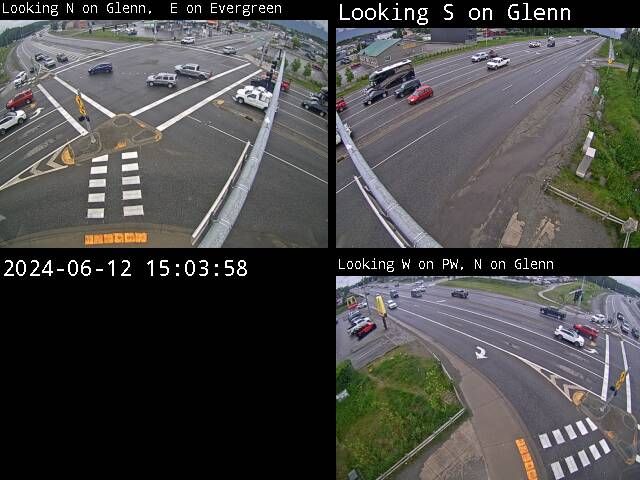 Looking N on Glenn,  E on Evergreen
Looking S on Glenn
2024-06-12 15:03:58
Looking W on PW, N on Glenn